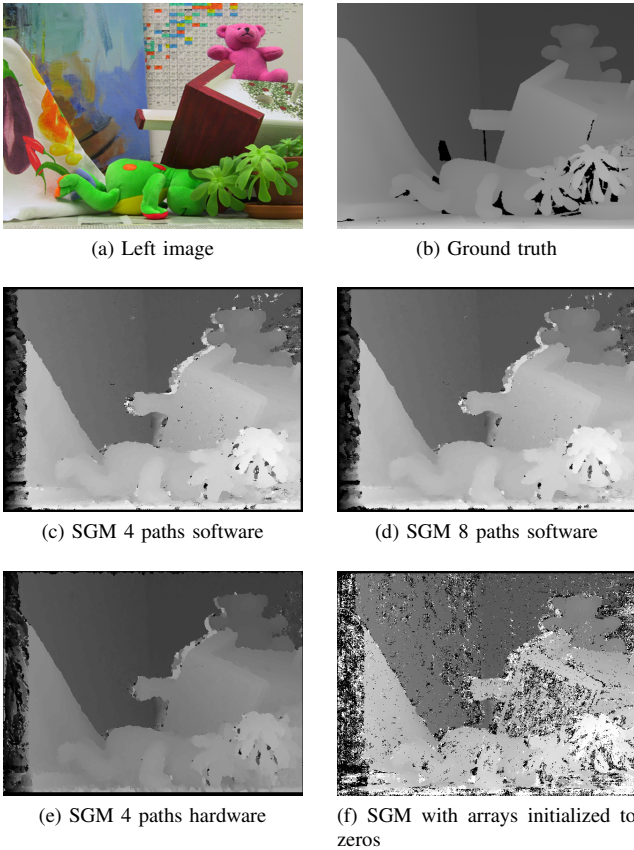 (a) Left image
(b) Ground truth
(c) SGM 4 paths software
(d) SGM 8 paths software
(e) SGM 4 paths hardware
(f) SGM with arrays initialized to
zeros